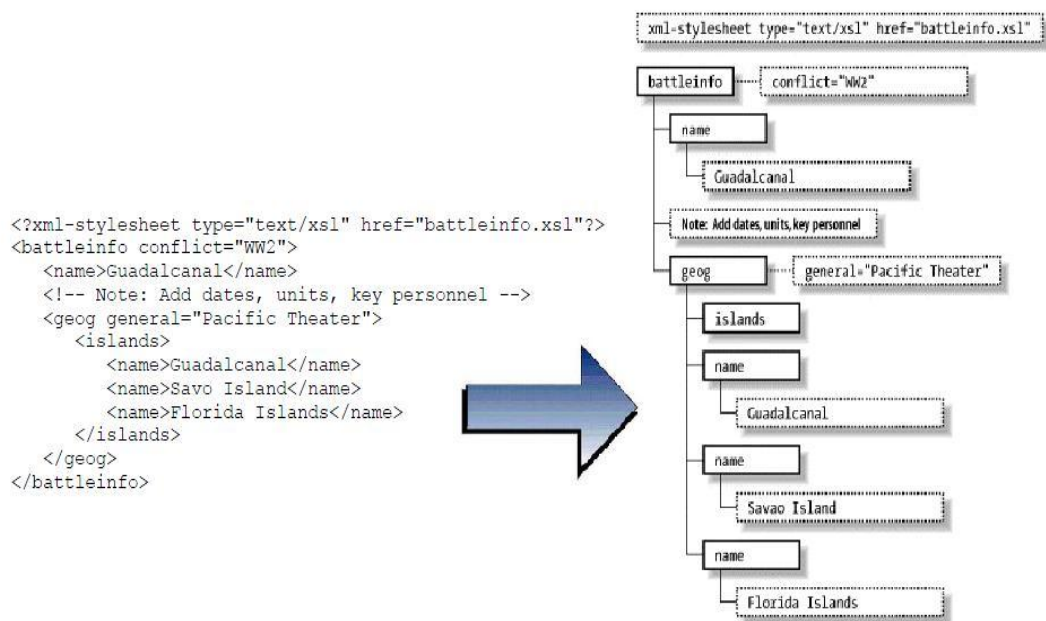 <?xml-stylesheet type="text/xsl" href="battleinfo.xsl"?>
<battleinfo conflict="WW2">
<name>Guadalcanal</name>
<!-- Note: Add dates, units, key personnel -->
<geog general="Pacific Theater">
<islands>
<name>Guadalcanal</name>
<name>Savo Island</name>
<name>Florida Islands</name>
</islands>
</geog>
</battleinfo>
xml-stylesheet type="text/xsl" href="battleinfo.xsl"
battleinfo conflict="WW2"
name
Guadalcanal
Note: Add dates, units, key personnel
geog general="Pacific Theater"
islands
name
Guadalcanal
name
Savao Island
name
Florida Islands